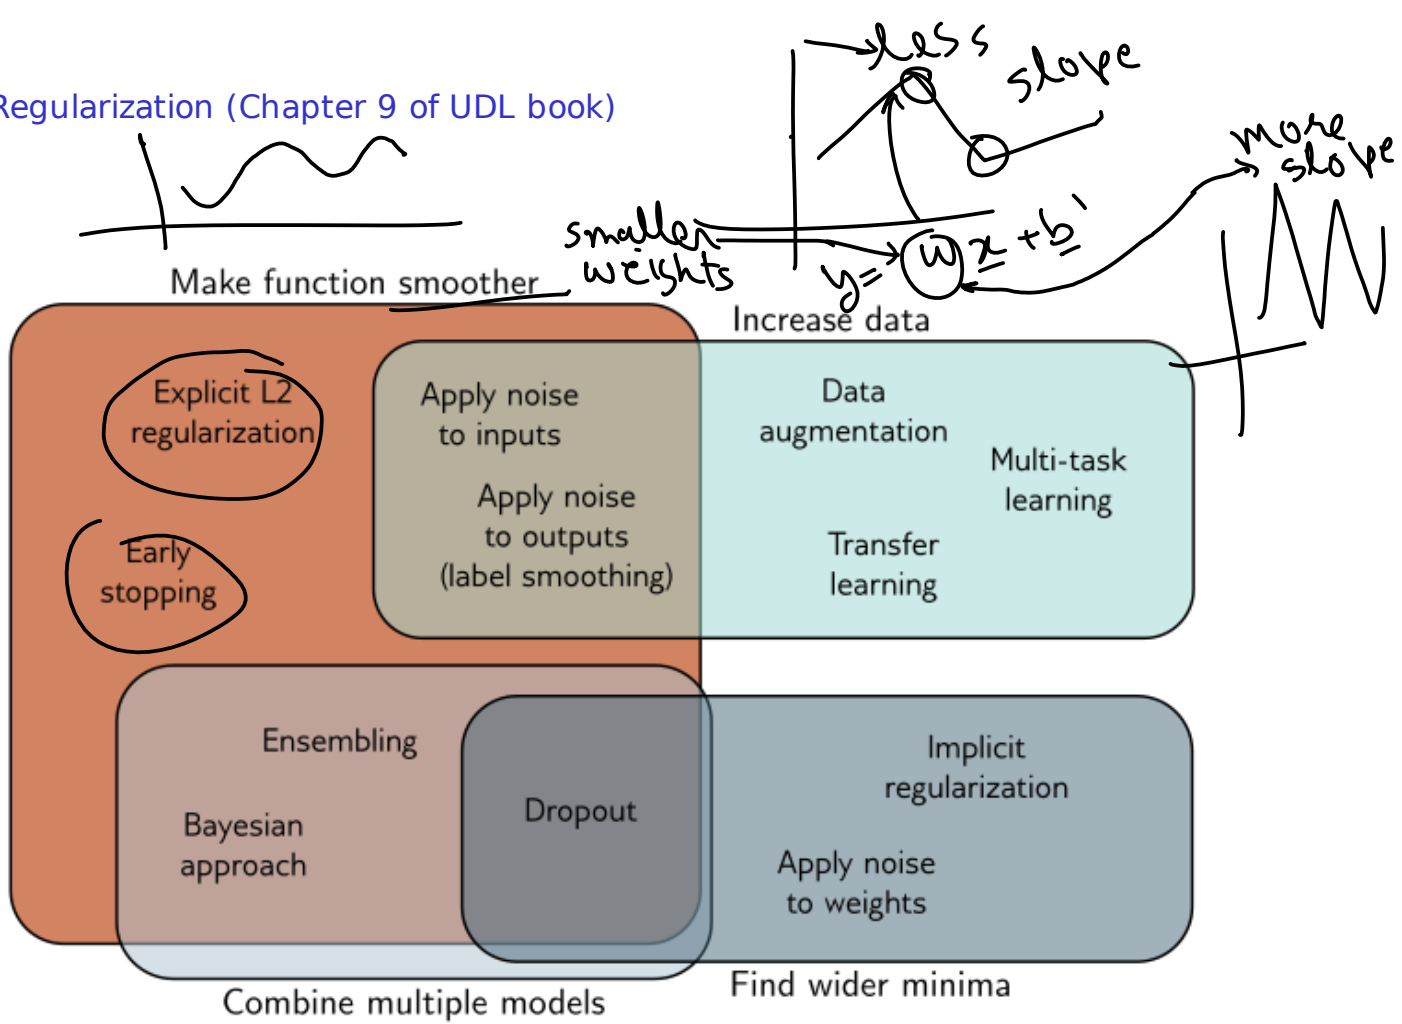 less
slope
Regularization (Chapter 9 of UDL book)
more
slope
smaller
weights
y= w x + b'
Make function smoother
Increase data
Explicit L2
regularization
Apply noise
to inputs
Data
augmentation
Multi-task
learning
Apply noise
to outputs
(label smoothing)
Early
stopping
Transfer
learning
Ensembling
Implicit
regularization
Dropout
Bayesian
approach
Apply noise
to weights
Find wider minima
Combine multiple models